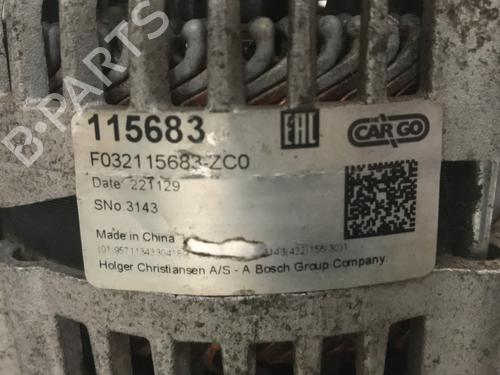 B-PARTS
115683
EAC
CARGO
F032115683-ZC0
Date: 221129
SNo.3143
Made in China
Holger Christiansen A/S - A Bosch Group Company.